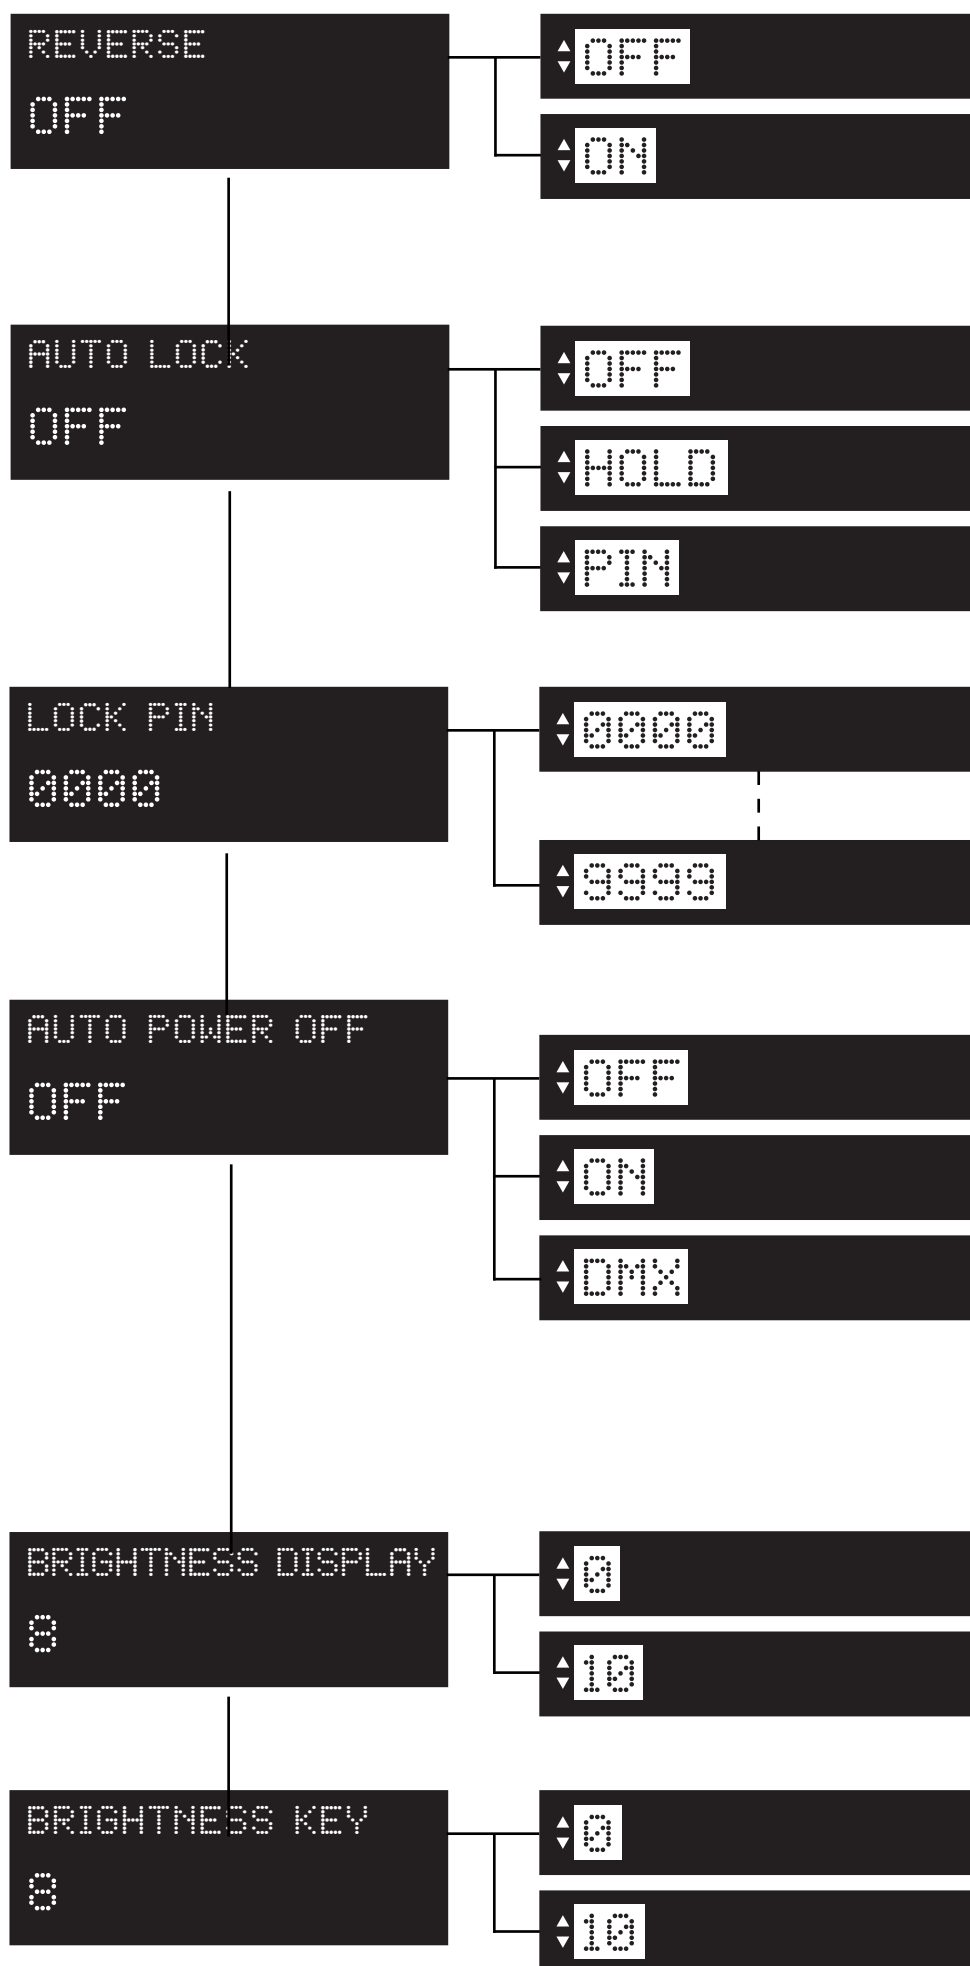 REVERSE
OFF
OFF
ON
AUTO LOCK
OFF
OFF
HOLD
PIN
LOCK PIN
0000
0000
9999
AUTO POWER OFF
OFF
OFF
ON
DMX
BRIGHTNESS DISPLAY
8
0
10
BRIGHTNESS KEY
8
0
10